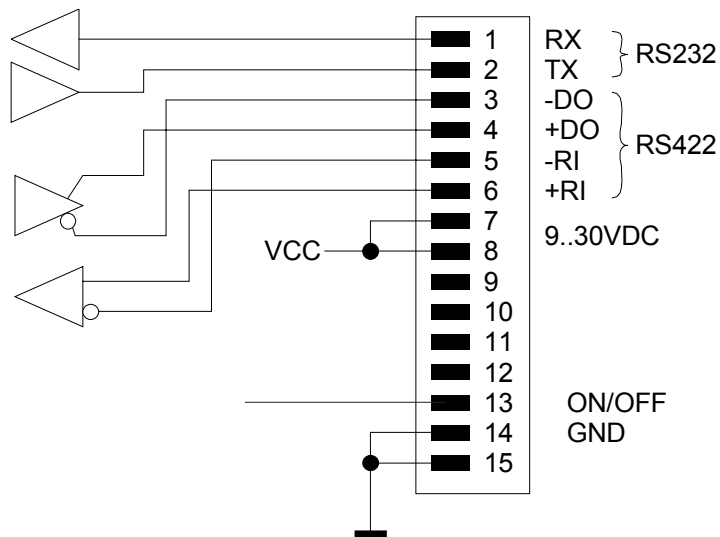 1 RX
RS232
2 TX
3 -DO
4 +DO
RS422
5 -RI
6 +RI
7
9..30VDC
VCC 8
9
10
11
12
13 ON/OFF
14 GND
15